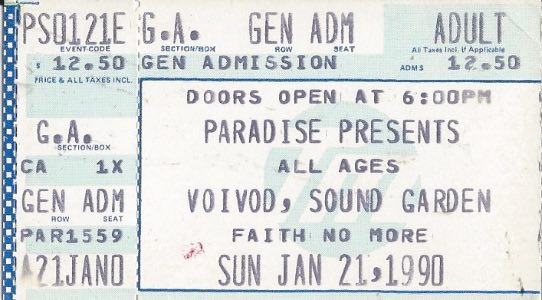 PS0121E G.A. GEN ADM ADULT
EVENT CODE SECTION/BOX ROW SEAT All Taxes Incl. If Applicable
$ 12.50 GEN ADMISSION ADMS 12.50
PRICE & ALL TAXES INCL.
DOORS OPEN AT 6:00PM
G.A. PARADISE PRESENTS
SECTION/BOX
CA 1X ALL AGES
GEN ADM VOIVOD, SOUND GARDEN
ROW SEAT
PAR1559 FAITH NO MORE
A21JAN0 SUN JAN 21,1990